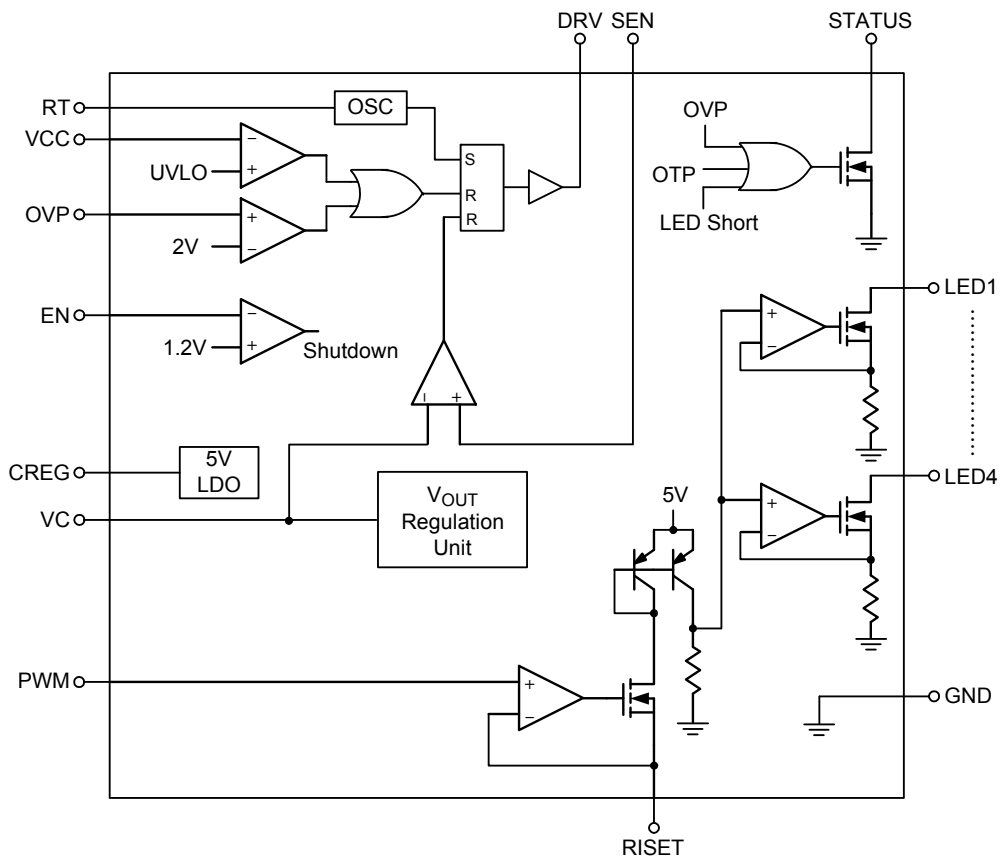 DRV SEN
STATUS
RT
OSC
VCC
UVLO
S
R
R
OVP
2V
OVP
OTP
LED Short
EN
1.2V
Shutdown
LED1
CREG
5V
LDO
VC
VOUT
Regulation
Unit
5V
LED4
PWM
GND
RISET
+
−
+
−
+
−
+
−
+
−
+
−
+
−